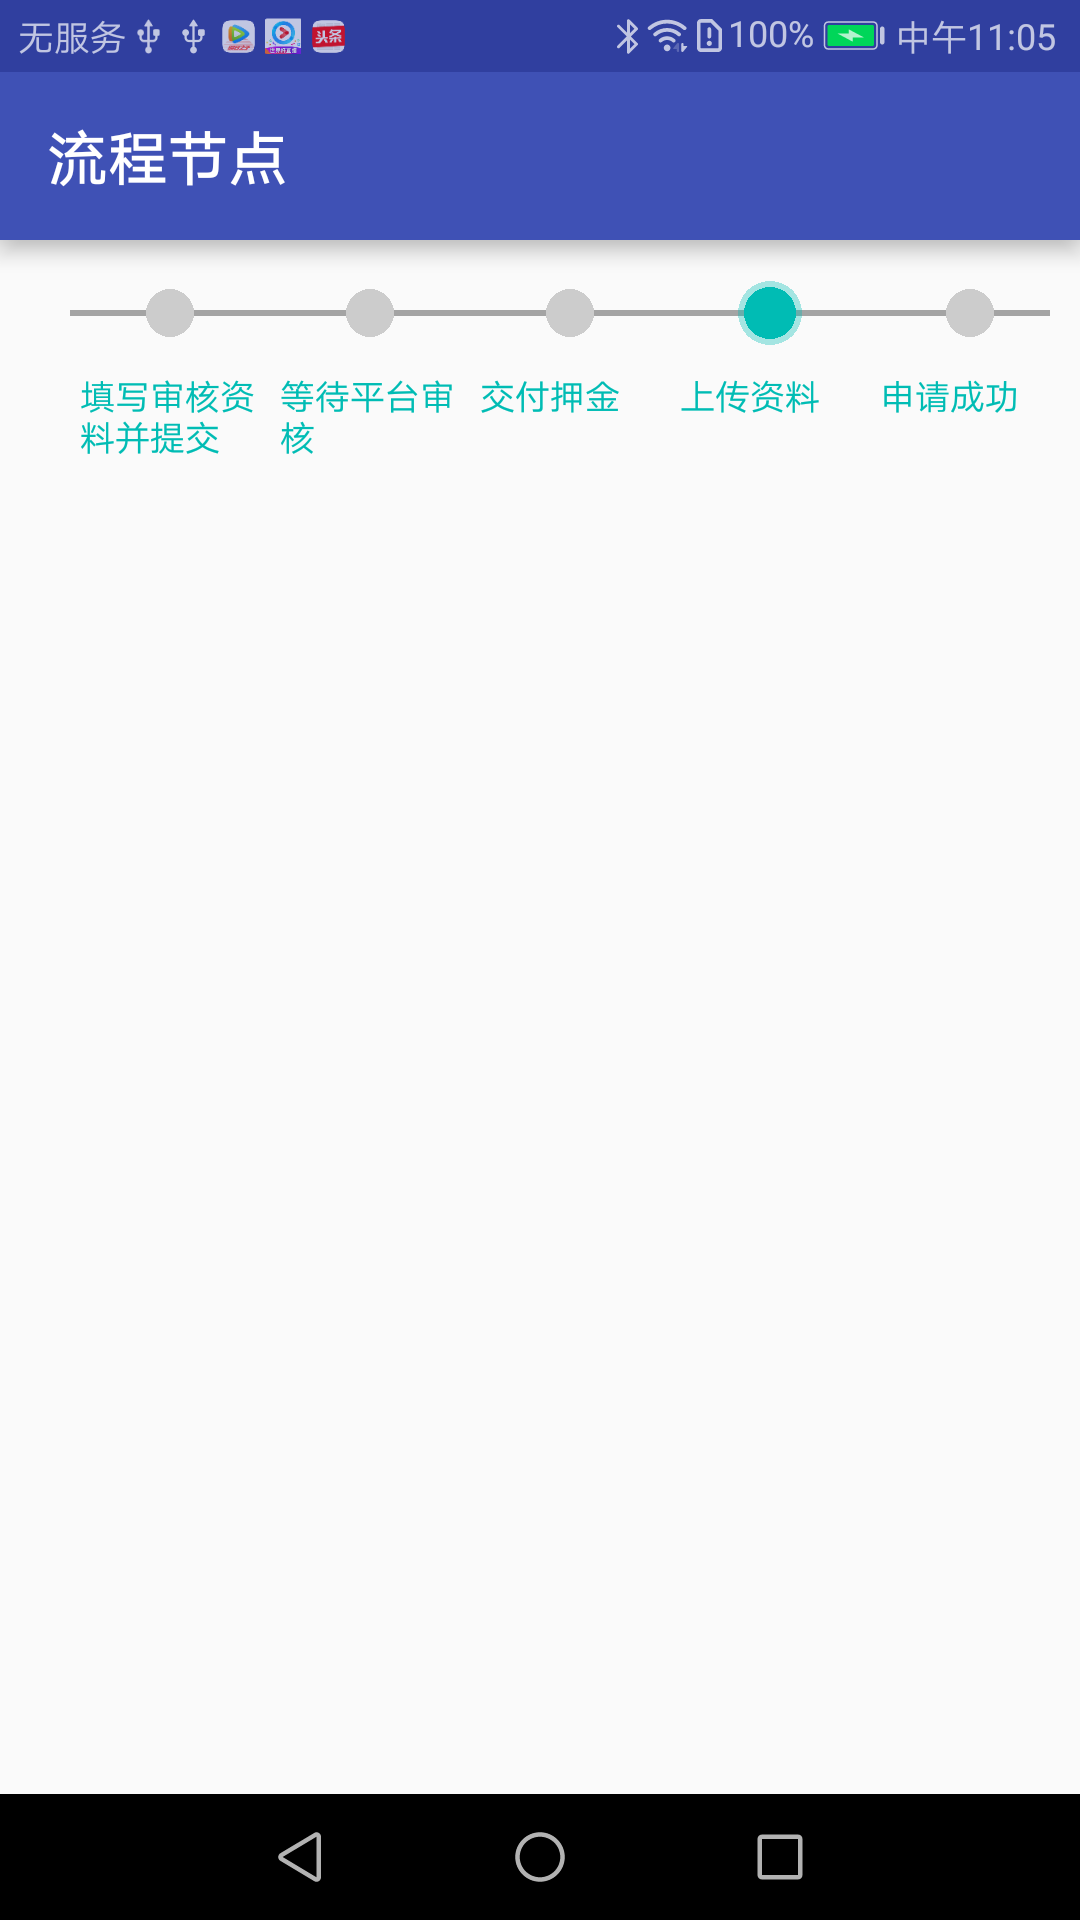 无服务 头条 100% 中午11:05
流程节点
填写审核资 等待平台审 交付押金 上传资料 申请成功
料并提交 核